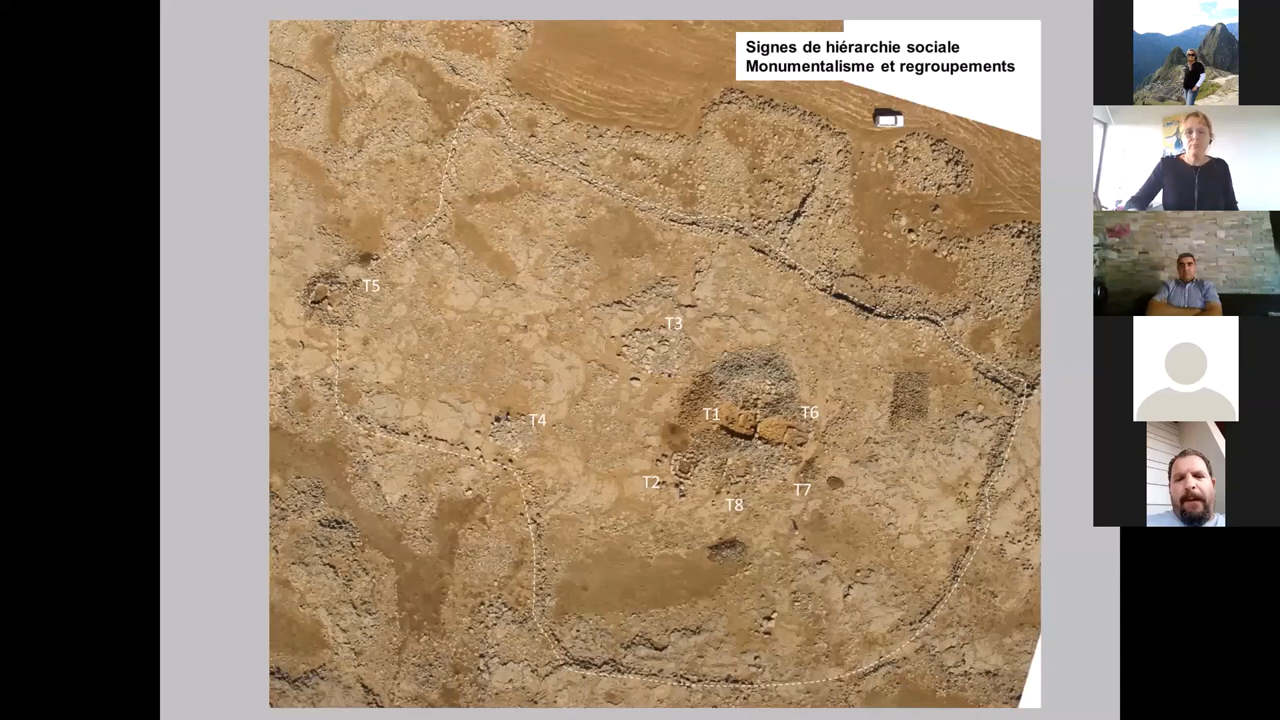 Signes de hiérarchie sociale
Monumentalisme et regroupements
T5
T3
T1
T6
T4
T2
T7
T8